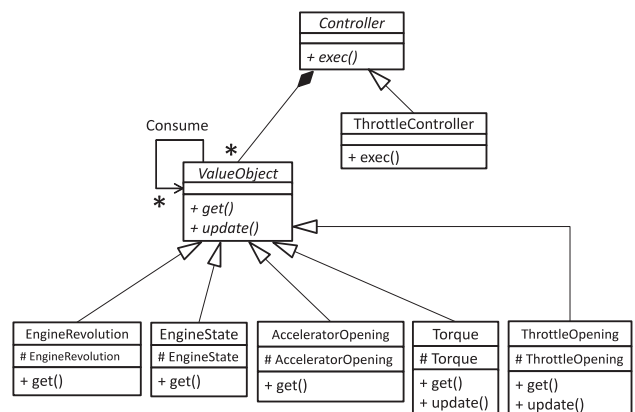 Controller
+ exec()
ThrottleController
+ exec()
Consume
*
*
ValueObject
+ get()
+ update()
EngineRevolution
# EngineRevolution
+ get()
EngineState
# EngineState
+ get()
AcceleratorOpening
# AcceleratorOpening
+ get()
Torque
# Torque
+ get()
+ update()
ThrottleOpening
# ThrottleOpening
+ get()
+ update()